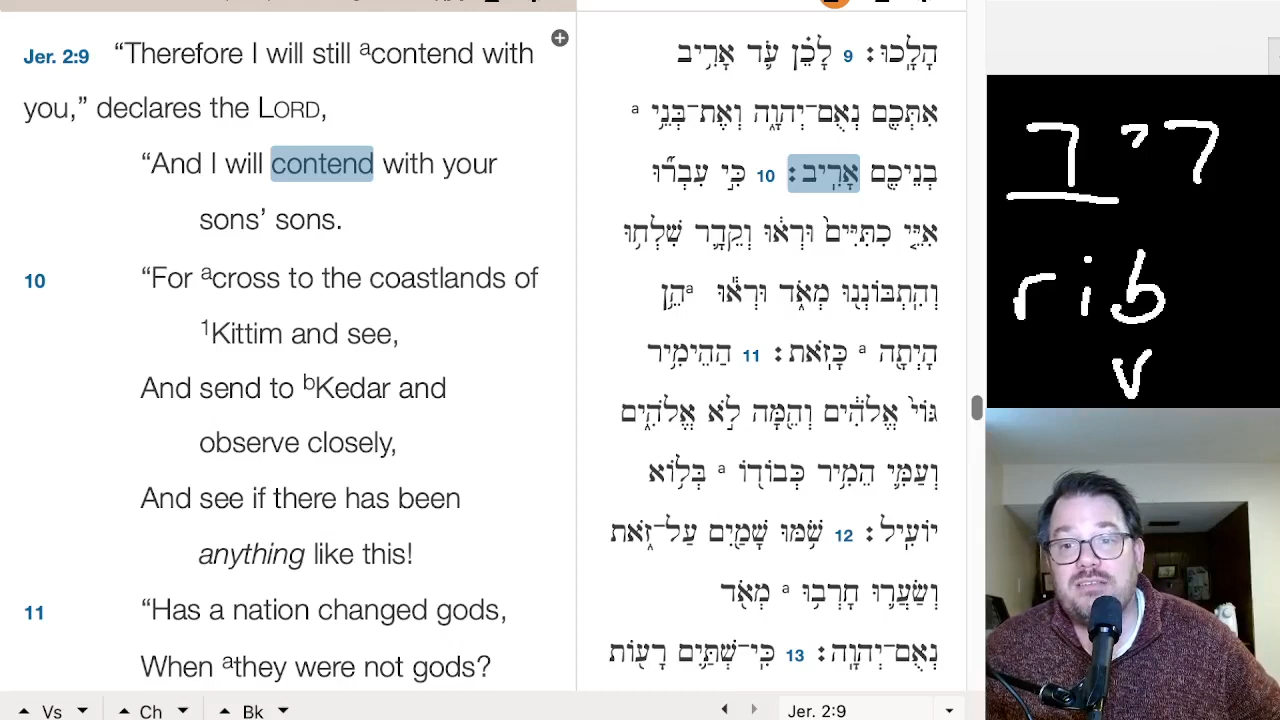 Jer. 2:9 “Therefore I will still ᵃcontend with
you,” declares the LORD,
“And I will contend with your
sons’ sons.
10 “For ᵃcross to the coastlands of
¹Kittim and see,
And send to ᵇKedar and
observe closely,
And see if there has been
anything like this!
11 “Has a nation changed gods,
When ᵃthey were not gods?
הָלָֽכוּ׃ 9 לָכֵ֗ן עֹ֛ד אָרִ֥יב
אִתְּכֶ֖ם נְאֻם־יְהוָ֑ה וְאֶת־בְּנֵ֥י ᵃ
בְנֵיכֶ֖ם אָרִֽיב׃ 10 כִּ֣י עִבְר֞וּ
אִיֵּ֤י כִתִּיִּים֙ וּרְא֔וּ וְקֵדָ֛ר שִׁלְח֥וּ
וְהִֽתְבּוֹנְנ֖וּ מְאֹ֑ד וּרְא֕וּ ᵃהֵ֥ן
הָיְתָ֖ה ᵃ כָּזֹֽאת׃ 11 הַהֵימִ֥יר
גּוֹי֙ אֱלֹהִ֔ים וְהֵ֖מָּה לֹ֣א אֱלֹהִ֑ים
וְעַמִּ֛י הֵמִ֥יר כְּבוֹד֖וֹ ᵃ בְּל֥וֹא
יוֹעִֽיל׃ 12 שֹׁ֥מּוּ שָׁמַ֖יִם עַל־זֹ֑את
וְשַׂעֲר֛וּ חָרְב֥וּ ᵃ מְאֹ֖ד
נְאֻם־יְהוָֽה׃ 13 כִּֽי־שְׁתַּ֥יִם רָע֖וֹת
ריב
rib
v
Vs Ch Bk
Jer. 2:9